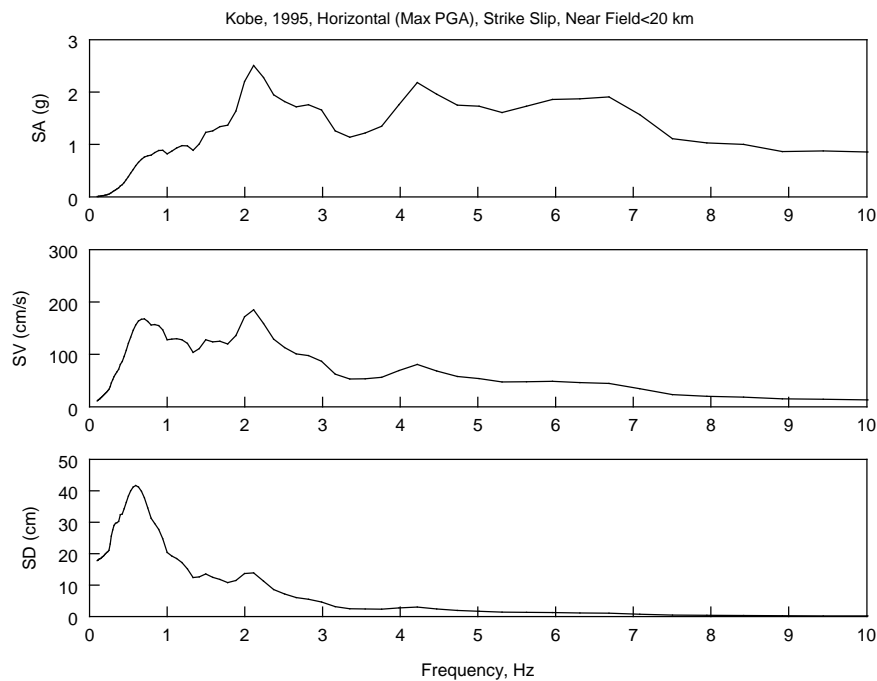 Kobe, 1995, Horizontal (Max PGA), Strike Slip, Near Field<20 km
3
2
1
0
SA (g)
0 1 2 3 4 5 6 7 8 9 10
300
200
100
0
SV (cm/s)
0 1 2 3 4 5 6 7 8 9 10
50
40
30
20
10
0
SD (cm)
0 1 2 3 4 5 6 7 8 9 10
Frequency, Hz